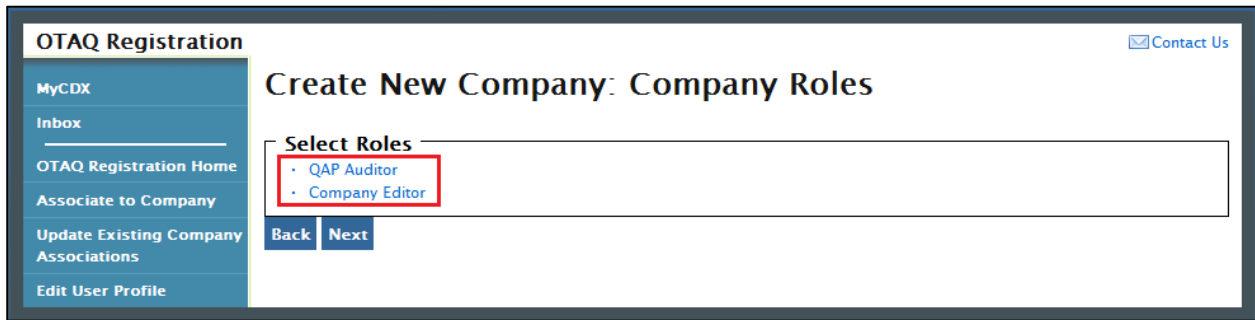 OTAQ Registration
Contact Us
MyCDX
Inbox
OTAQ Registration Home
Associate to Company
Update Existing Company
Associations
Edit User Profile
Create New Company: Company Roles
Select Roles
· QAP Auditor
· Company Editor
Back Next